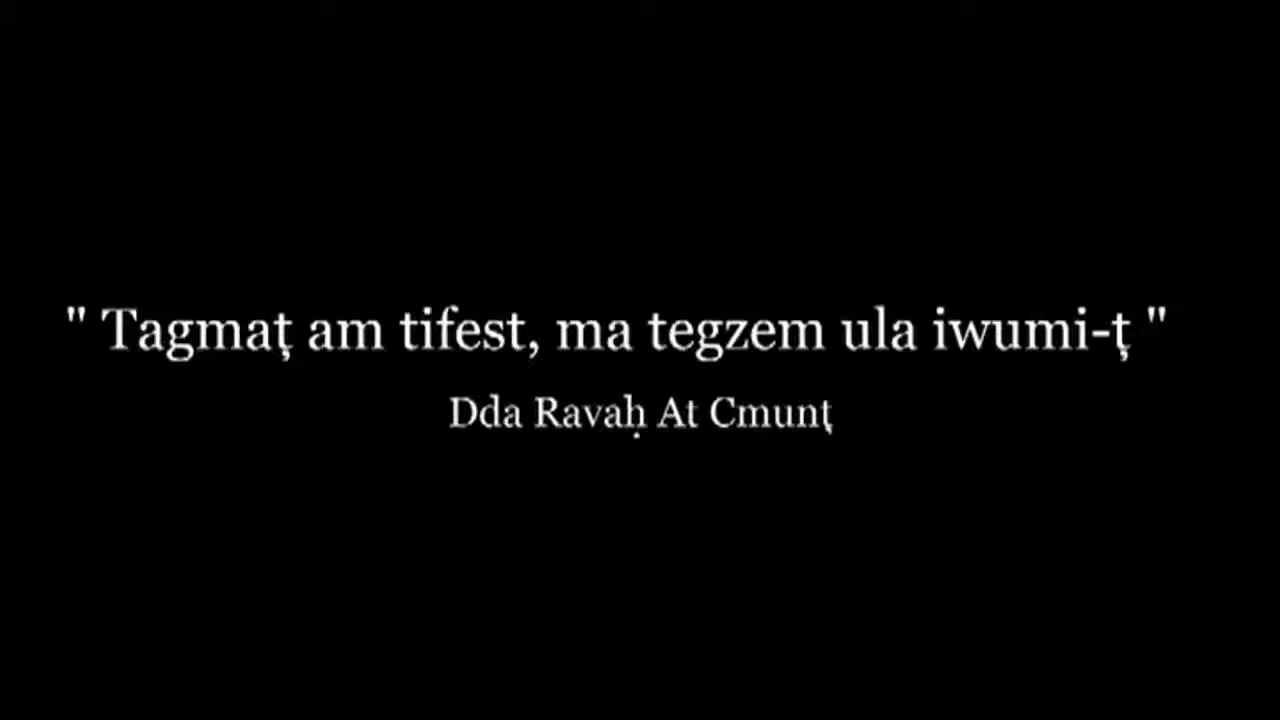 " Tagmaţ am tifest, ma tegzem ula iwumi-ţ "
Dda Ravaḥ At Cmunţ